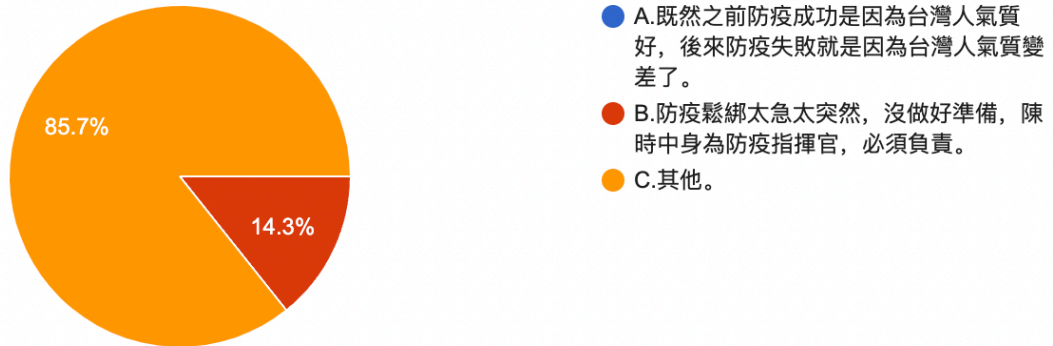 A.既然之前防疫成功是因為台灣人氣質
好，後來防疫失敗就是因為台灣人氣質變
差了。
85.7%
B.防疫鬆綁太急太突然，沒做好準備，陳
時中身為防疫指揮官，必須負責。
C.其他。
14.3%